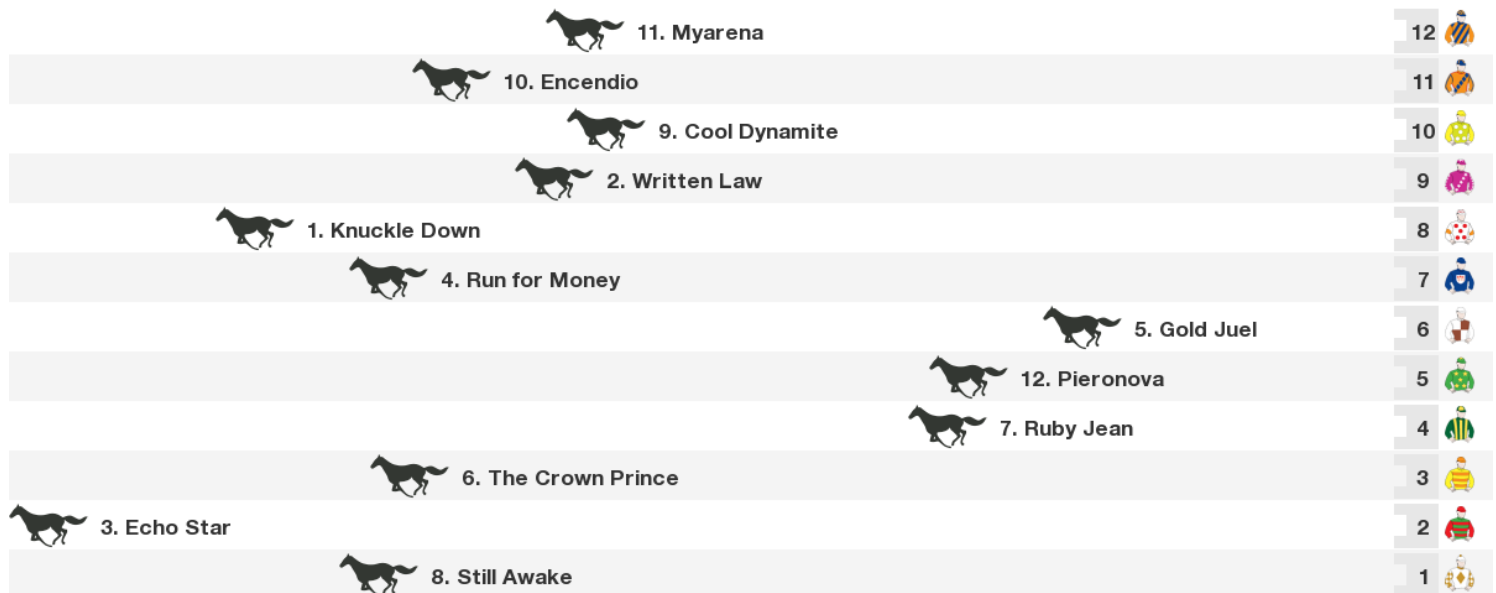 11. Myarena 12
10. Encendio 11
9. Cool Dynamite 10
2. Written Law 9
1. Knuckle Down 8
4. Run for Money 7
5. Gold Juel 6
12. Pieronova 5
7. Ruby Jean 4
6. The Crown Prince 3
3. Echo Star 2
8. Still Awake 1